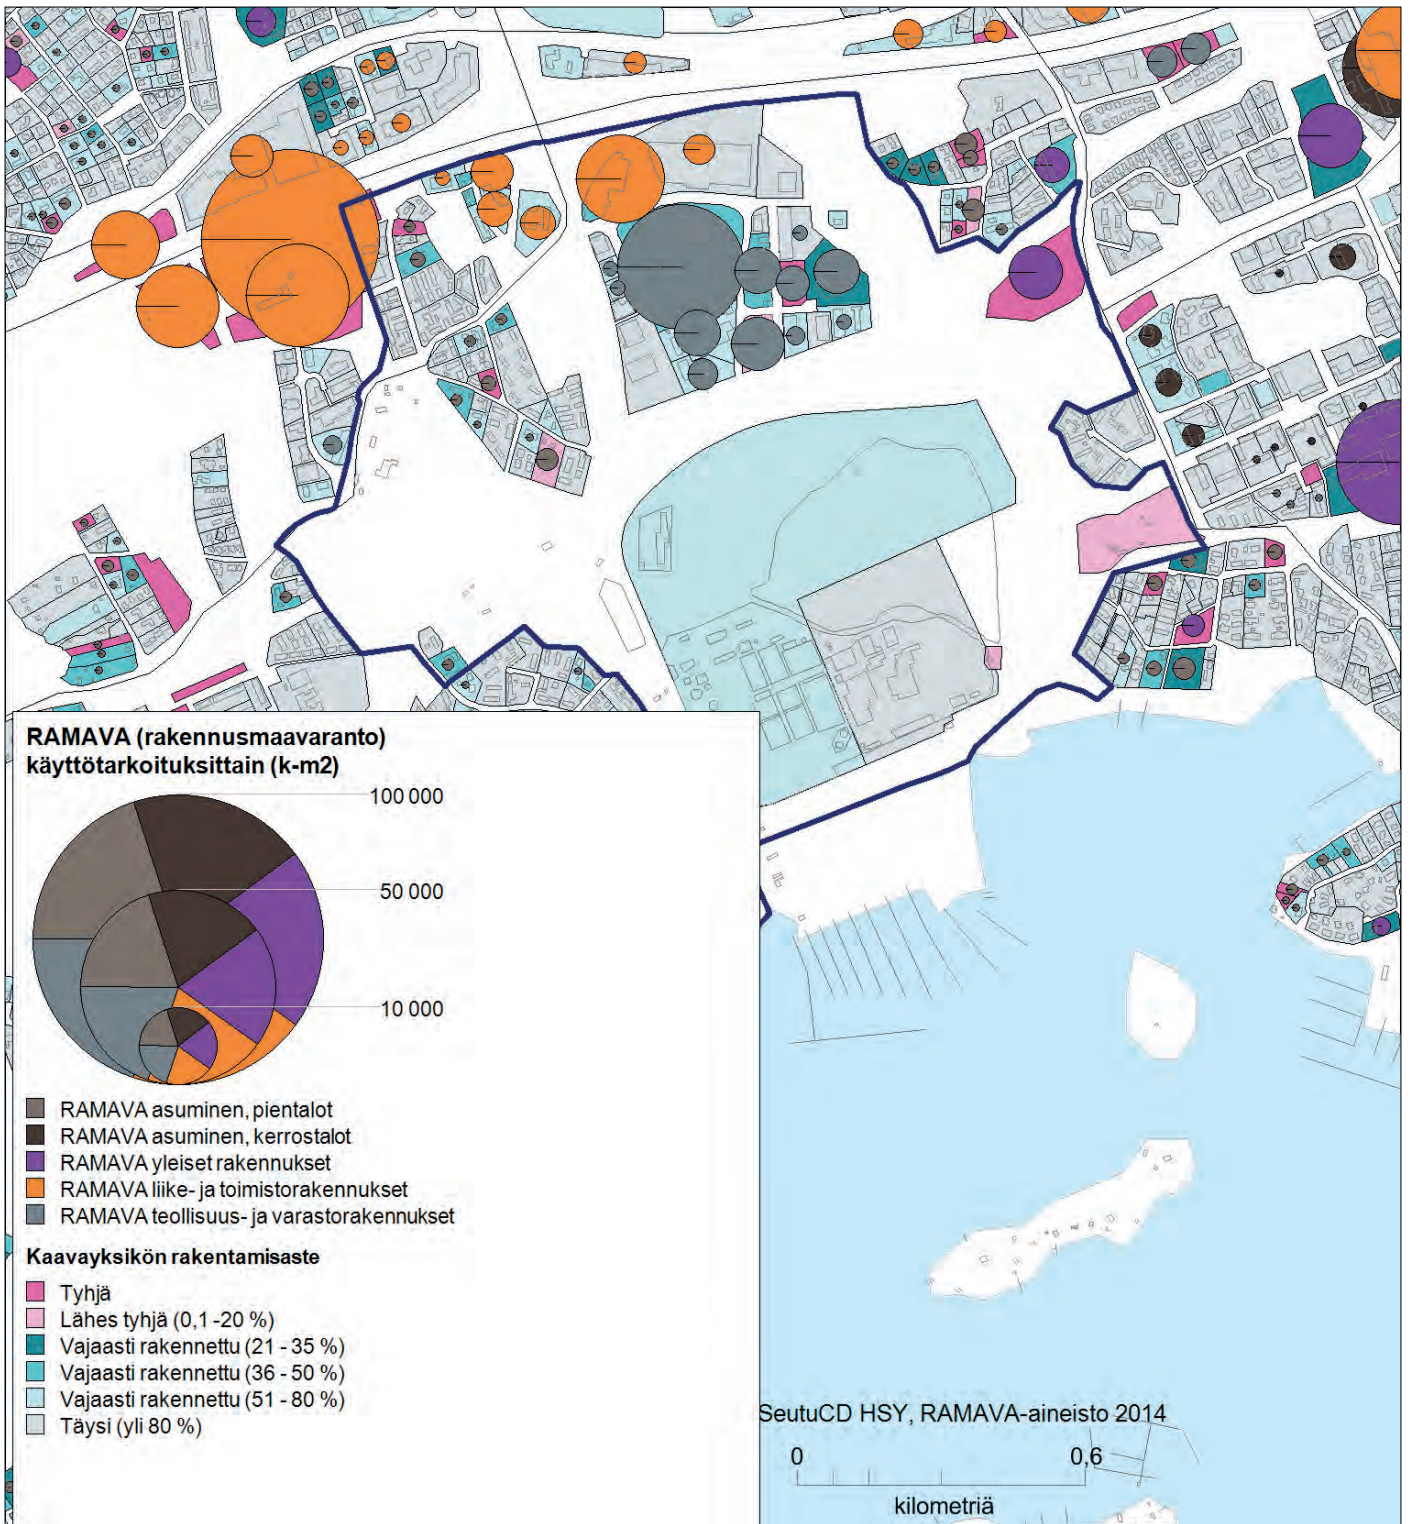 RAMAVA (rakennusmaavaranto)
käyttötarkoituksittain (k-m2)
100 000
50 000
10 000
RAMAVA asuminen, pientalot
RAMAVA asuminen, kerrostalot
RAMAVA yleiset rakennukset
RAMAVA liike- ja toimistorakennukset
RAMAVA teollisuus- ja varastorakennukset
Kaavayksikön rakentamisaste
Tyhjä
Lähes tyhjä (0,1 -20 %)
Vajaasti rakennettu (21 - 35 %)
Vajaasti rakennettu (36 - 50 %)
Vajaasti rakennettu (51 - 80 %)
Täysi (yli 80 %)
SeutuCD HSY, RAMAVA-aineisto 2014
0 0,6
kilometriä